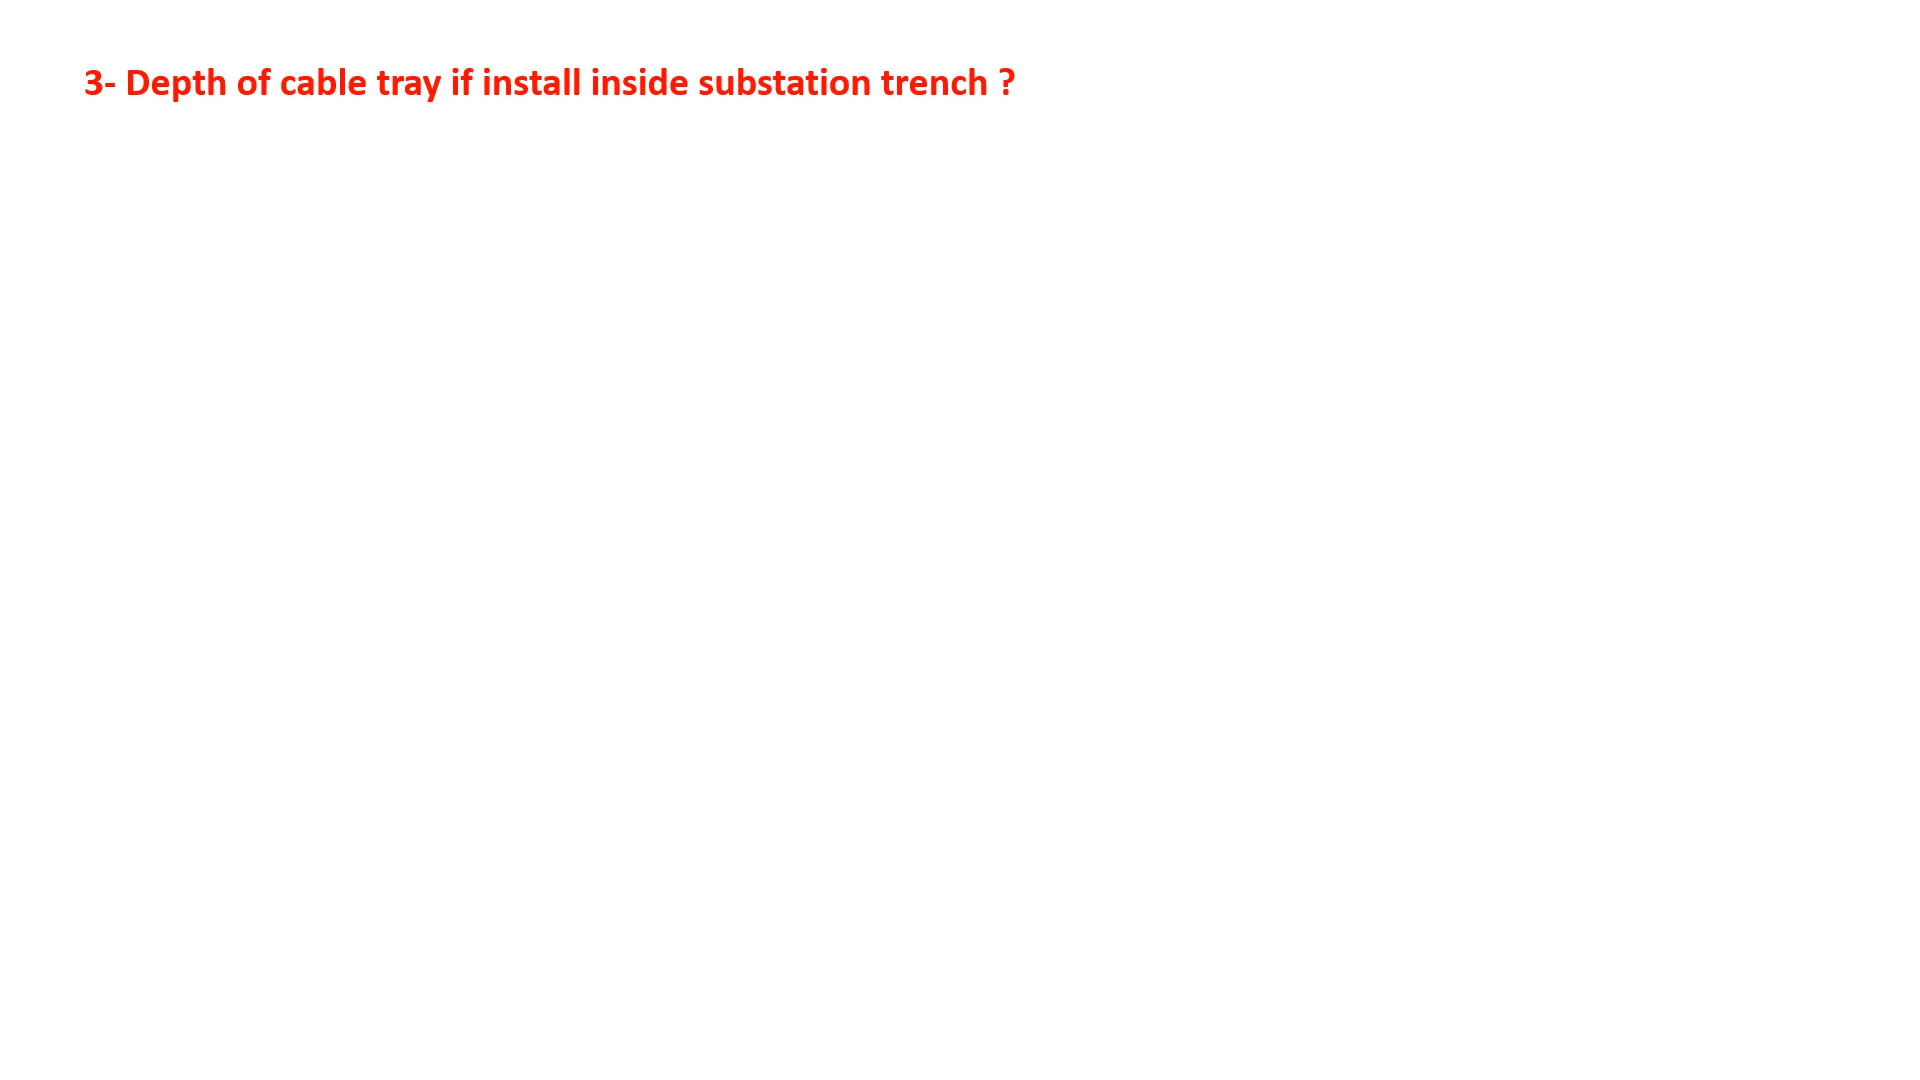 3- Depth of cable tray if install inside substation trench ?